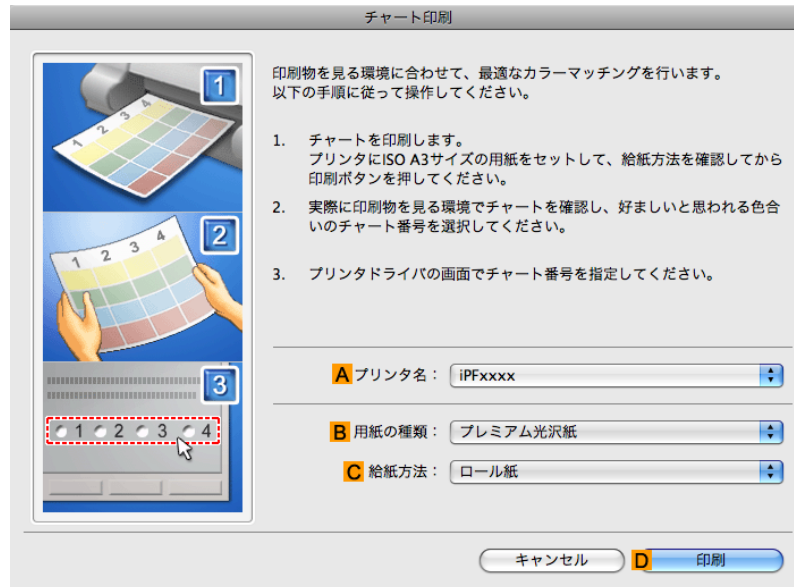 チャート印刷
1
1 2 3 4
2
1 2 3 4
3
1 2 3 4
印刷物を見る環境に合わせて、最適なカラーマッチングを行います。
以下の手順に従って操作してください。
1. チャートを印刷します。
プリンタにISO A3サイズの用紙をセットして、給紙方法を確認してから
印刷ボタンを押してください。
2. 実際に印刷物を見る環境でチャートを確認し、好ましいと思われる色合
いのチャート番号を選択してください。
3. プリンタドライバの画面でチャート番号を指定してください。
A プリンタ名： iPFxxxx
B 用紙の種類： プレミアム光沢紙
C 給紙方法： ロール紙
キャンセル D 印刷